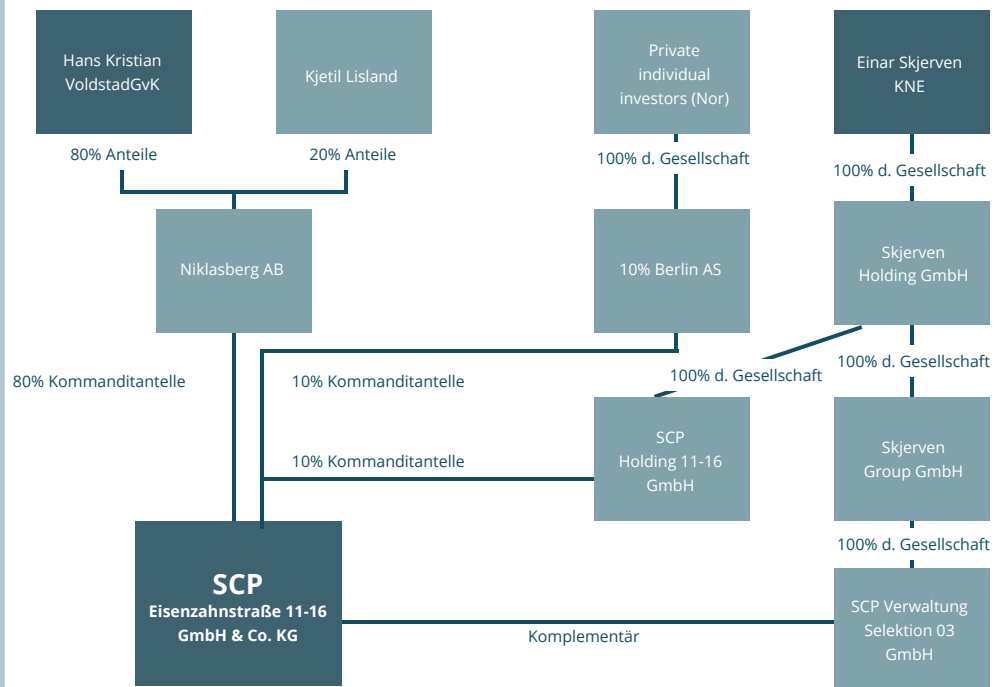 Hans Kristian
VoldstadGvK
Kjetil Lisland
Private
individual
investors (Nor)
Einar Skjerven
KNE
80% Anteile
20% Anteile
100% d. Gesellschaft
100% d. Gesellschaft
Niklasberg AB
10% Berlin AS
Skjerven
Holding GmbH
80% Kommanditantelle
10% Kommanditantelle
100% d. Gesellschaft
100% d. Gesellschaft
10% Kommanditantelle
SCP
Holding 11-16
GmbH
Skjerven
Group GmbH
100% d. Gesellschaft
SCP
Eisenzahnstraße 11-16
GmbH & Co. KG
Komplementär
SCP Verwaltung
Selektion 03
GmbH